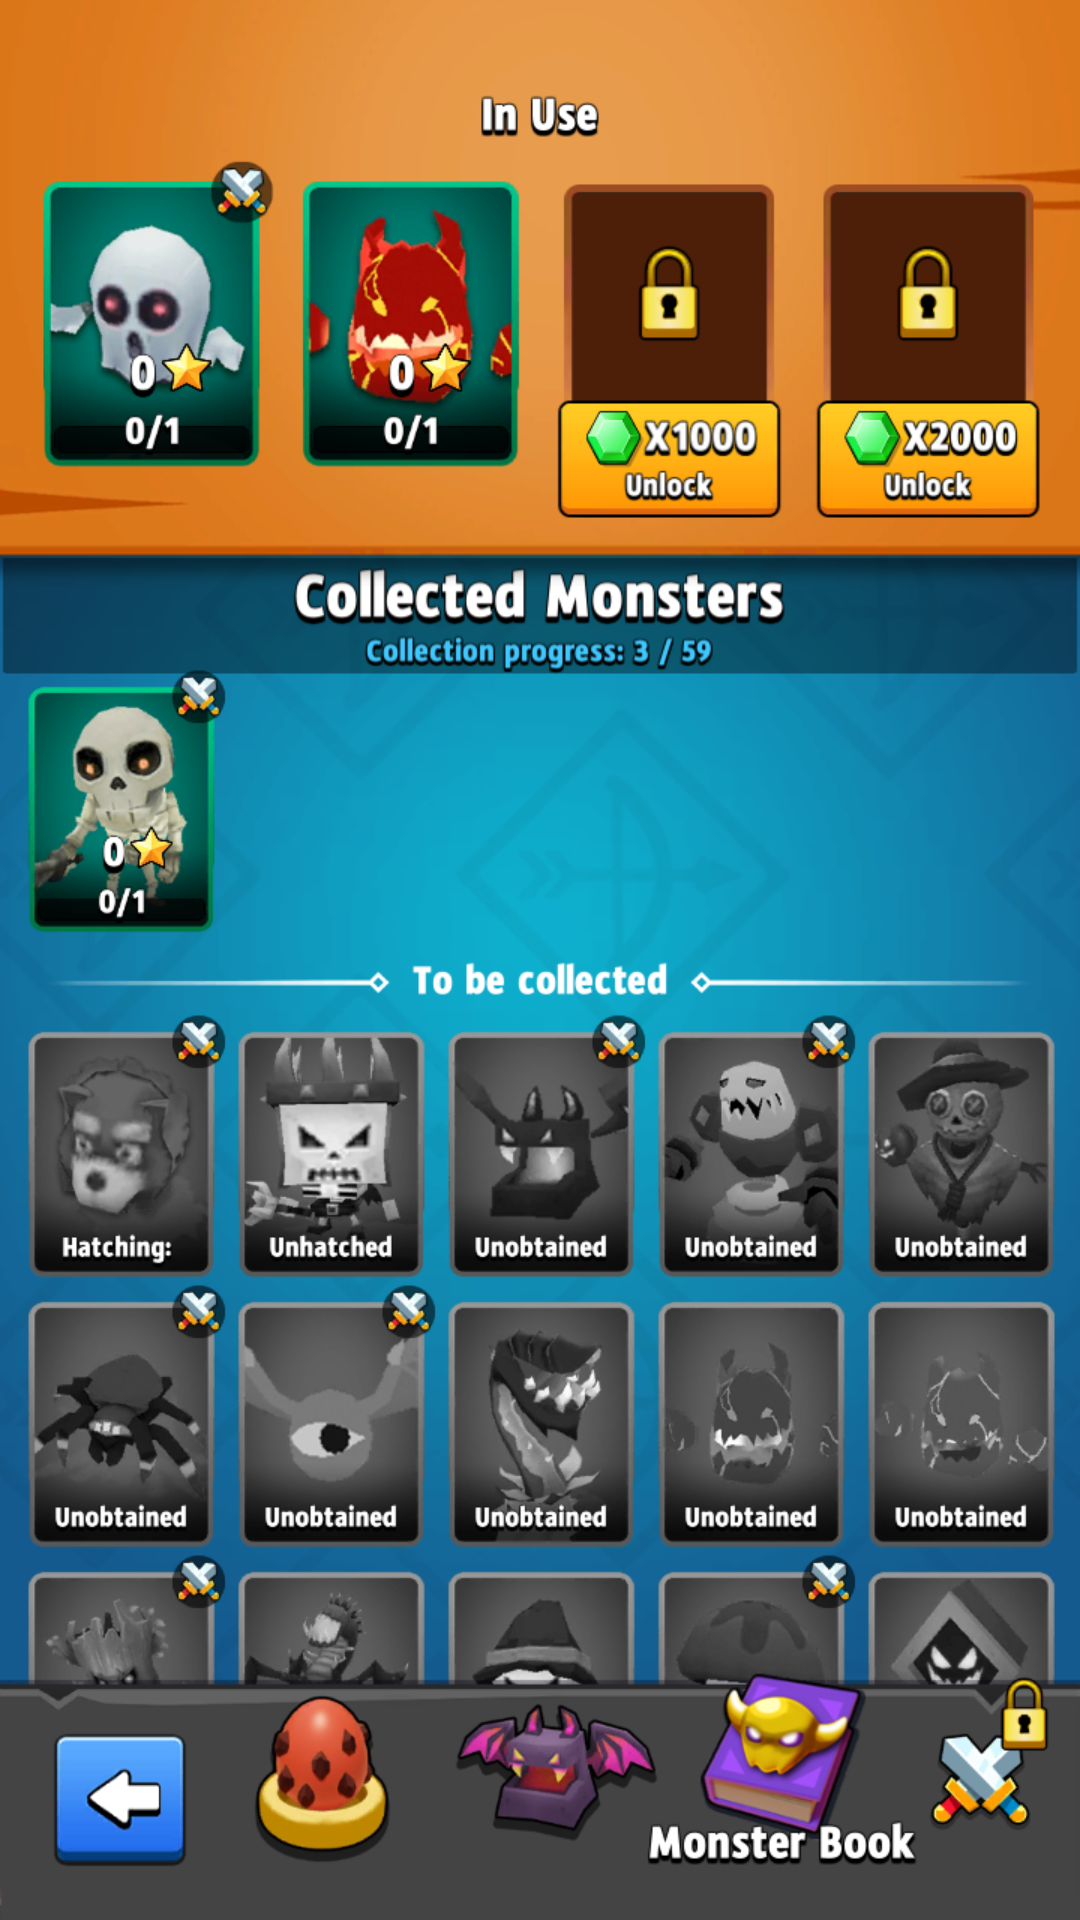 In Use
0
0/1
0
0/1
X1000
Unlock
X2000
Unlock
Collected Monsters
Collection progress: 3 / 59
0
0/1
To be collected
Hatching:
Unhatched
Unobtained
Unobtained
Unobtained
Unobtained
Unobtained
Unobtained
Unobtained
Unobtained
Monster Book